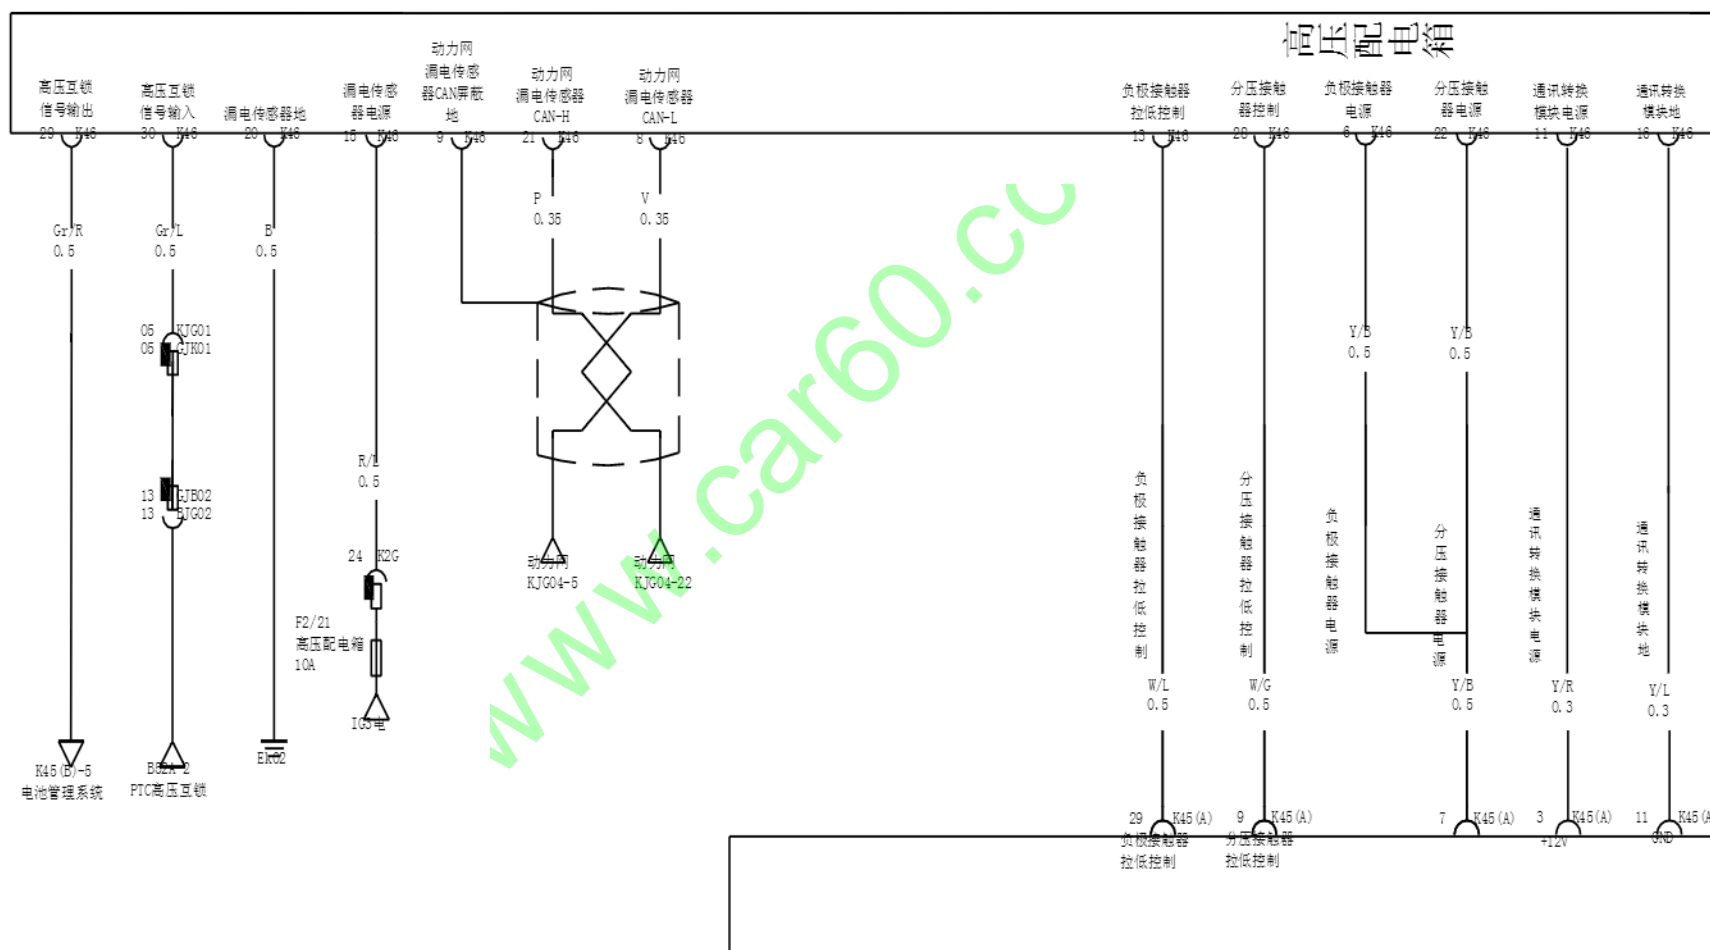 高压配电箱
高压互锁
信号输出
29 K46
高压互锁
信号输入
30 K46
漏电传感器地
20 K46
漏电传感
器电源
15 K46
动力网
漏电传感
器CAN屏蔽
地
9 K46
动力网
漏电传感器
CAN-H
21 K46
动力网
漏电传感器
CAN-L
8 K46
负极接触器
拉低控制
13 K46
分压接触
器控制
28 K46
负极接触器
电源
6 K46
分压接触
器电源
22 K46
通讯转换
模块电源
11 K46
通讯转换
模块地
16 K46
Gr/R
0.5
Gr/L
0.5
B
0.5
P
0.35
V
0.35
05 KJG01
05 GJK01
Y/B
0.5
Y/B
0.5
R/L
0.5
13 GJB02
13 BJG02
24 K2G
F2/21
高压配电箱
10A
IG3电
动力网
KJG04-5
动力网
KJG04-22
负极接触器拉低控制
分压接触器拉低控制
负极接触器电源
分压接触器电源
通讯转换模块电源
通讯转换模块地
W/L
0.5
W/G
0.5
Y/B
0.5
Y/R
0.3
Y/L
0.3
K45(B)-5
电池管理系统
B52A-2
PTC高压互锁
Ek02
29 K45(A)
负极接触器
拉低控制
9 K45(A)
分压接触器
拉低控制
7 K45(A)
3 K45(A)
+12V
11 K45(A
GND
www.car60.co